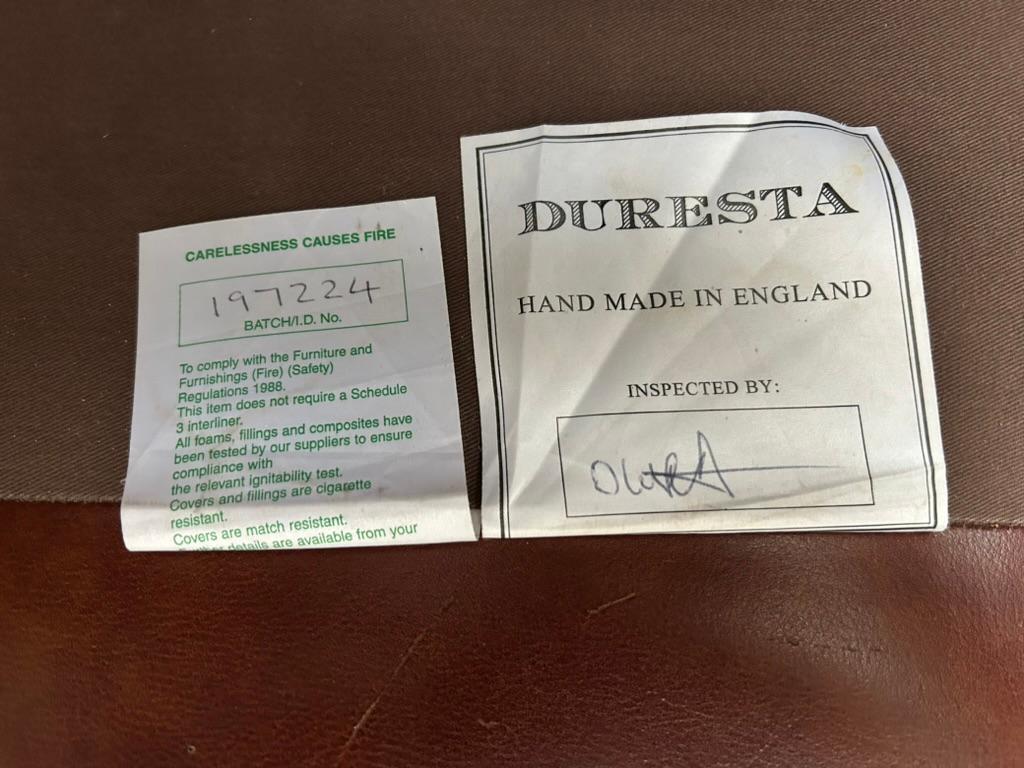 CARELESSNESS CAUSES FIRE
197224
BATCH/I.D. No.
To comply with the Furniture and
Furnishings (Fire) (Safety)
Regulations 1988.
This item does not require a Schedule
3 interliner.
All foams, fillings and composites have
been tested by our suppliers to ensure
compliance with
the relevant ignitability test.
Covers and fillings are cigarette
resistant.
Covers are match resistant.
Further details are available from your
DURESTA
HAND MADE IN ENGLAND
INSPECTED BY: